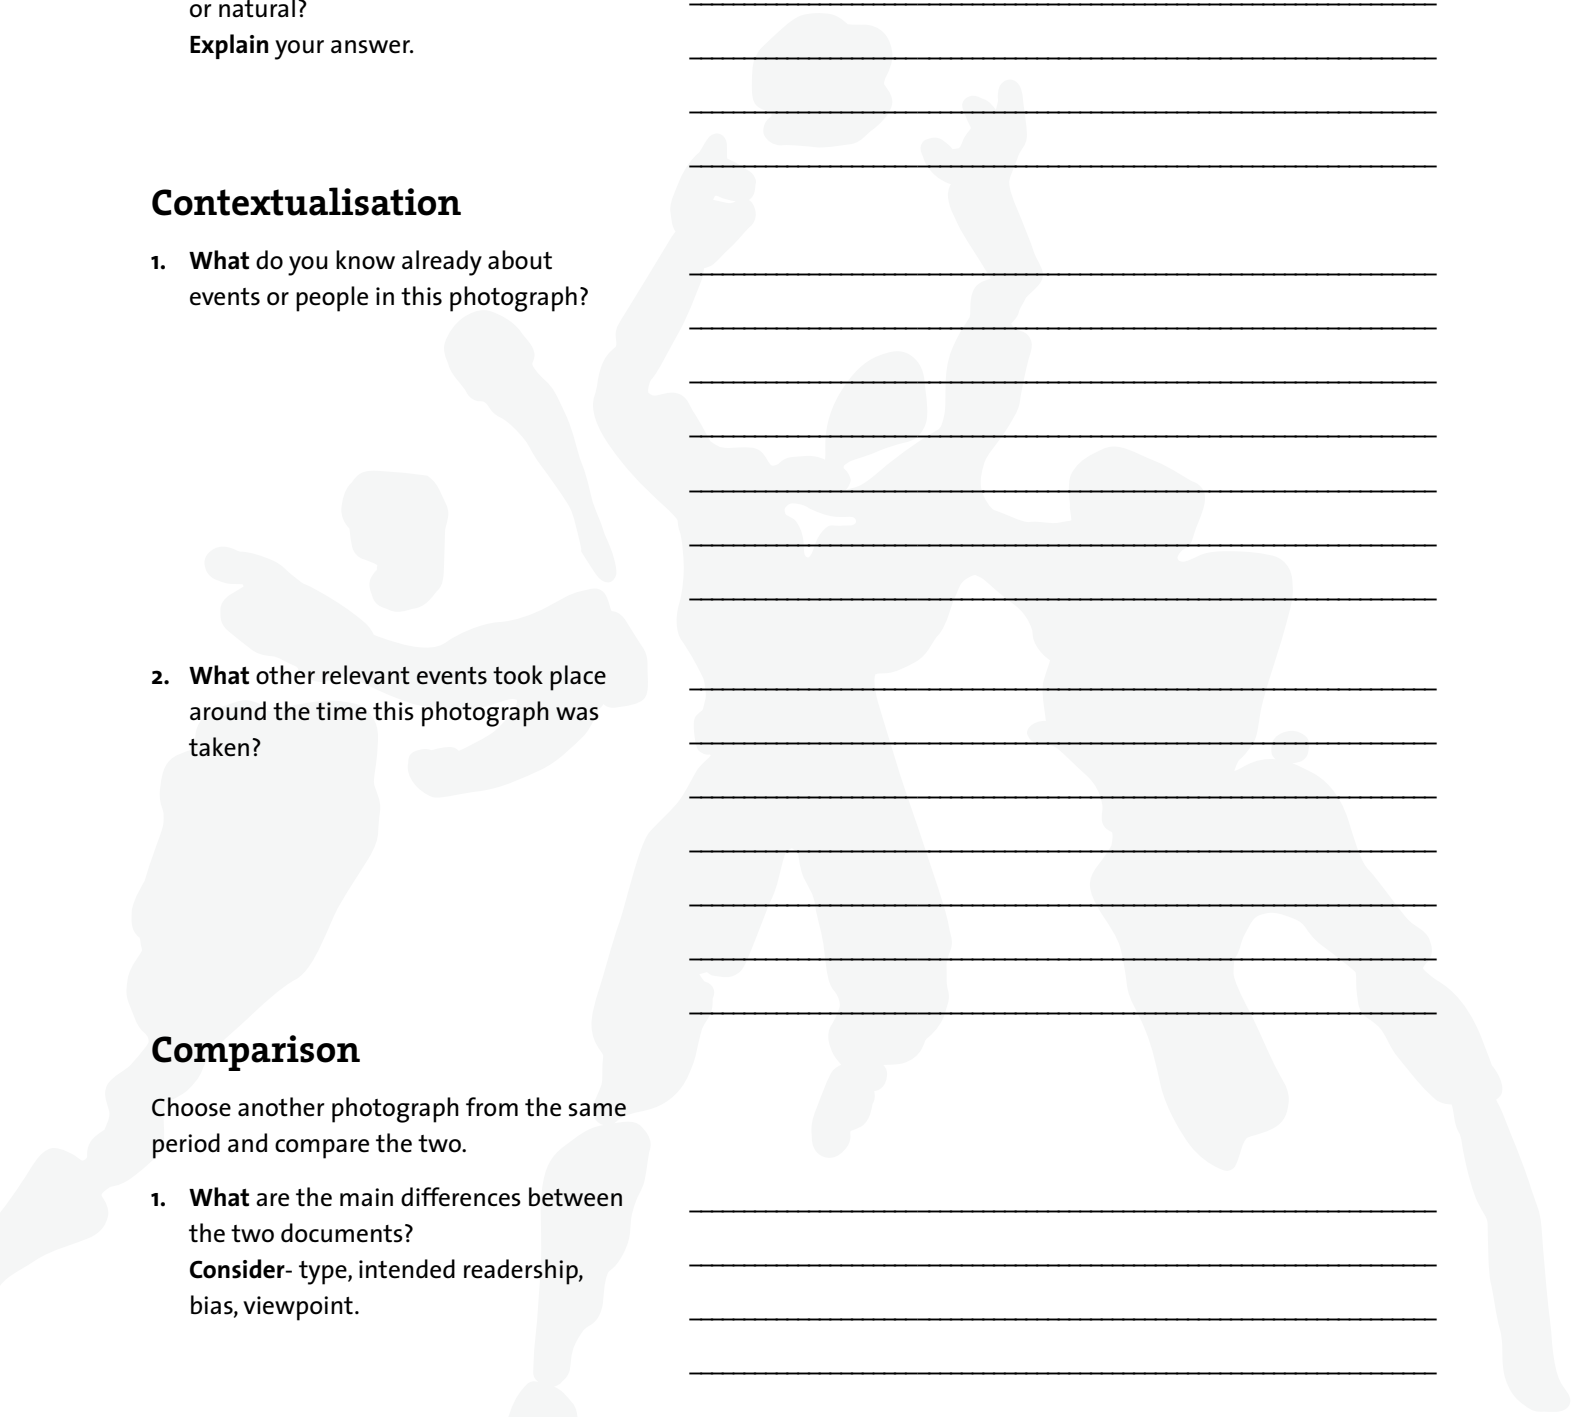 or natural?
Explain your answer.
Contextualisation
1. What do you know already about
events or people in this photograph?
2. What other relevant events took place
around the time this photograph was
taken?
Comparison
Choose another photograph from the same
period and compare the two.
1. What are the main differences between
the two documents?
Consider- type, intended readership,
bias, viewpoint.